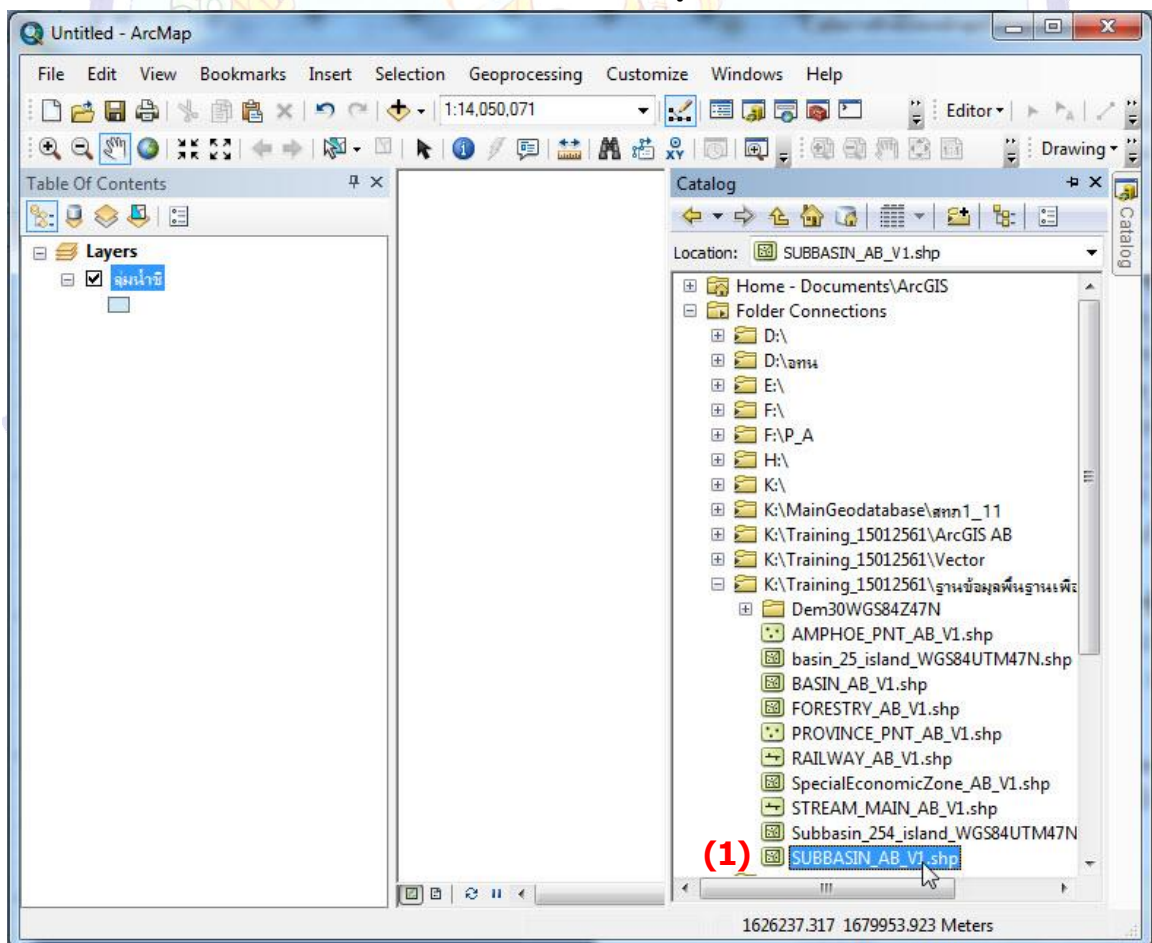 Untitled - ArcMap
File Edit View Bookmarks Insert Selection Geoprocessing Customize Windows Help
1:14,050,071
Editor
Drawing
Table Of Contents
Layers
ลุ่มน้ำชี
Catalog
Catalog
Location: SUBBASIN_AB_V1.shp
Home - Documents\ArcGIS
Folder Connections
D:\
D:\อทน
E:\
F:\
F:\P_A
H:\
K:\
K:\MainGeodatabase\สทภ1_11
K:\Training_15012561\ArcGIS AB
K:\Training_15012561\Vector
K:\Training_15012561\ฐานข้อมูลพื้นฐานเพื่อ
Dem30WGS84Z47N
AMPHOE_PNT_AB_V1.shp
basin_25_island_WGS84UTM47N.shp
BASIN_AB_V1.shp
FORESTRY_AB_V1.shp
PROVINCE_PNT_AB_V1.shp
RAILWAY_AB_V1.shp
SpecialEconomicZone_AB_V1.shp
STREAM_MAIN_AB_V1.shp
Subbasin_254_island_WGS84UTM47N
(1) SUBBASIN_AB_V1.shp
1626237.317 1679953.923 Meters